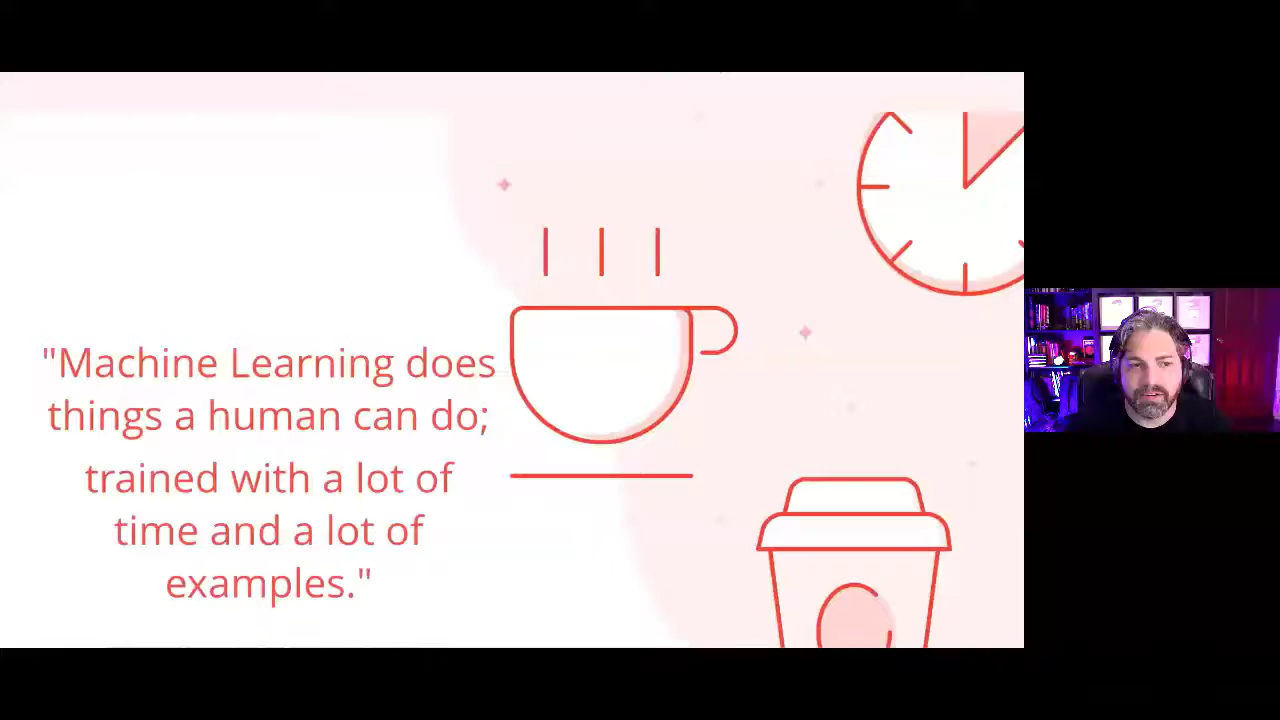 "Machine Learning does
things a human can do;
trained with a lot of
time and a lot of
examples."